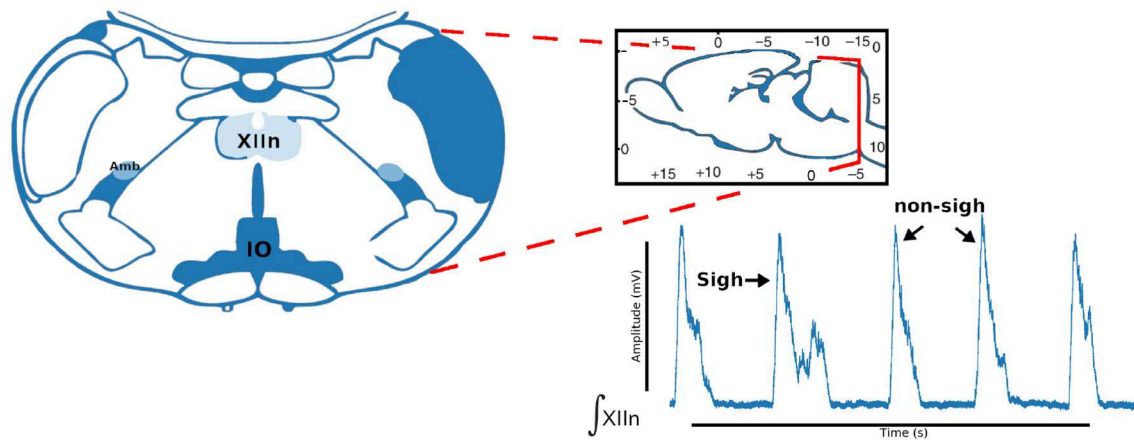 XIIn
Amb
IO
+5 0 −5 −10 −15 0
−5 5
0 10
+15 +10 +5 0 −5
non-sigh
Sigh
Amplitude (mV)
∫XIIn
Time (s)